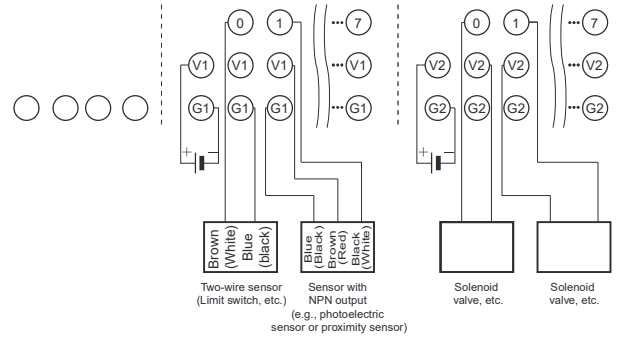 0 1 ••• 7
V1 V1 V1 ••• V1
G1 G1 G1 ••• G1
+
Brown
(White)
Blue
(black)
Blue
(Black)
Brown
(Red)
Black
(White)
Two-wire sensor
(Limit switch, etc.)
Sensor with
NPN output
(e.g., photoelectric
sensor or proximity sensor)
0 1 ••• 7
V2 V2 V2 ••• V2
G2 G2 G2 ••• G2
+
Solenoid
valve, etc.
Solenoid
valve, etc.